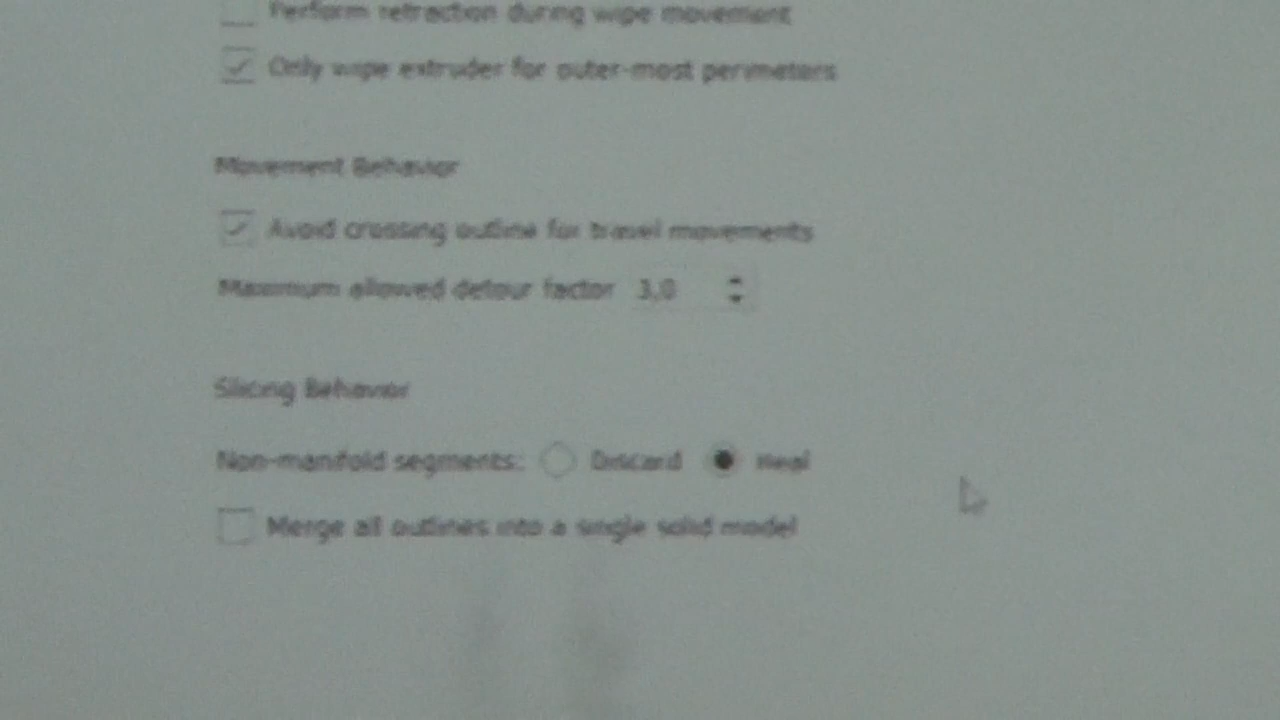 Perform retraction during wipe movement
Only wipe extruder for outer-most perimeters
Movement Behavior
Avoid crossing outline for travel movements
Maximum allowed detour factor 3,0
Slicing Behavior
Non-manifold segments: Discard Heal
Merge all outlines into a single solid model